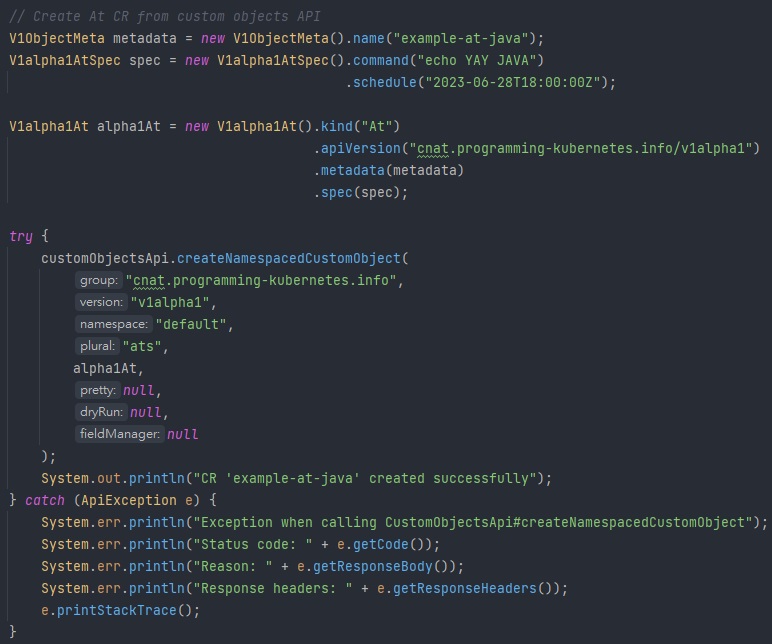 // Create At CR from custom objects API
V1ObjectMeta metadata = new V1ObjectMeta().name("example-at-java");
V1alpha1AtSpec spec = new V1alpha1AtSpec().command("echo YAY JAVA")
                                          .schedule("2023-06-28T18:00:00Z");

V1alpha1At alpha1At = new V1alpha1At().kind("At")
                                      .apiVersion("cnat.programming-kubernetes.info/v1alpha1")
                                      .metadata(metadata)
                                      .spec(spec);

try {
    customObjectsApi.createNamespacedCustomObject(
        group: "cnat.programming-kubernetes.info",
        version: "v1alpha1",
        namespace: "default",
        plural: "ats",
        alpha1At,
        pretty: null,
        dryRun: null,
        fieldManager: null
    );
    System.out.println("CR 'example-at-java' created successfully");
} catch (ApiException e) {
    System.err.println("Exception when calling CustomObjectsApi#createNamespacedCustomObject");
    System.err.println("Status code: " + e.getCode());
    System.err.println("Reason: " + e.getResponseBody());
    System.err.println("Response headers: " + e.getResponseHeaders());
    e.printStackTrace();
}